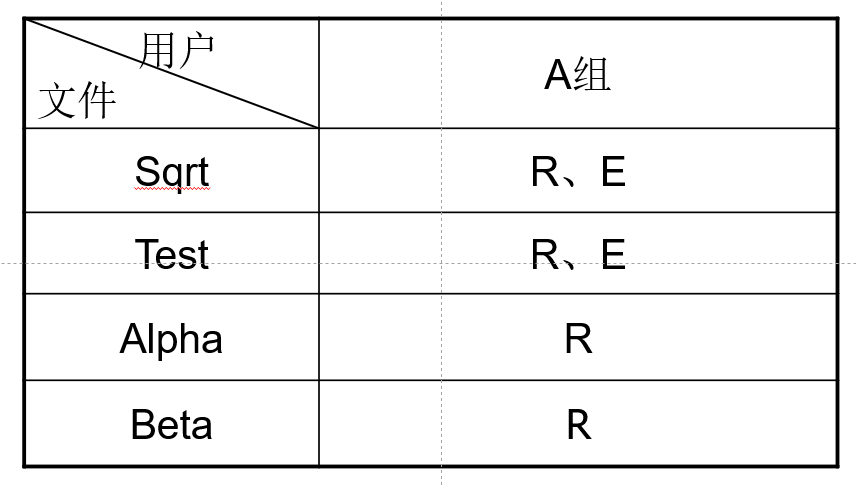 用户
文件
A组
Sqrt
R、E
Test
R、E
Alpha
R
Beta
R